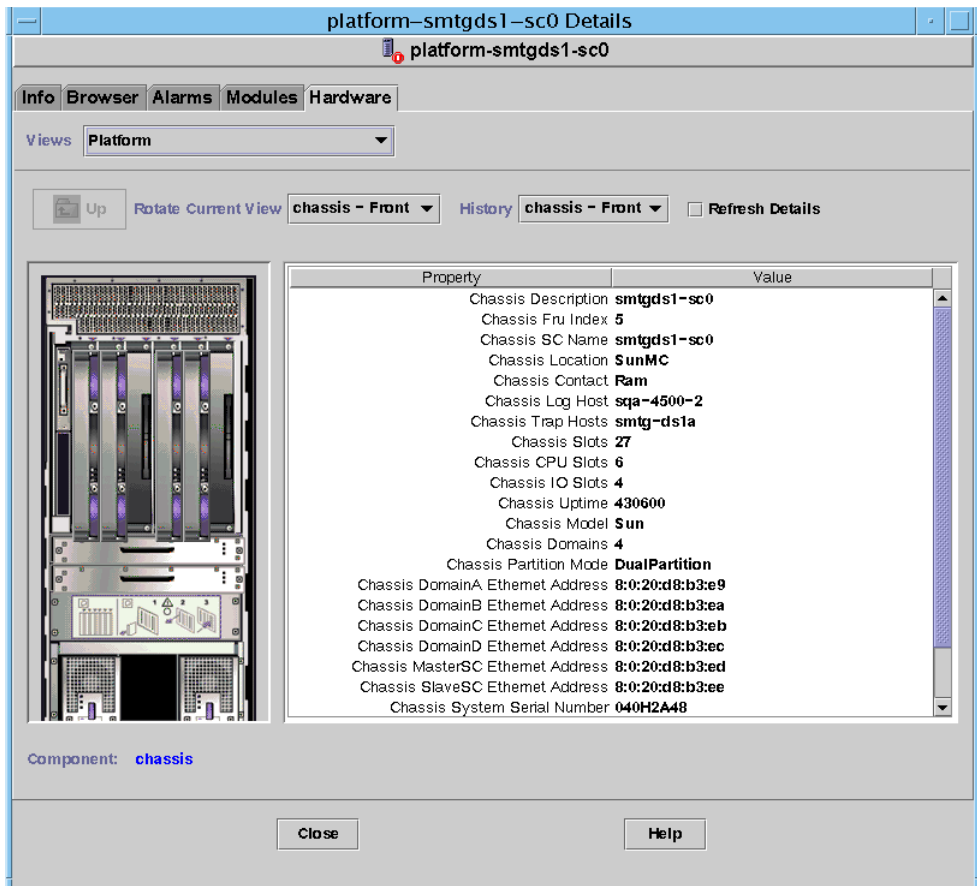 platform-smtgds1-sc0 Details
platform-smtgds1-sc0
Info Browser Alarms Modules Hardware
Views Platform
Up Rotate Current View chassis - Front History chassis - Front Refresh Details
Property Value
Chassis Description smtgds1-sc0
Chassis Fru Index 5
Chassis SC Name smtgds1-sc0
Chassis Location SunMC
Chassis Contact Ram
Chassis Log Host sqa-4500-2
Chassis Trap Hosts smtg-ds1a
Chassis Slots 27
Chassis CPU Slots 6
Chassis IO Slots 4
Chassis Uptime 430600
Chassis Model Sun
Chassis Domains 4
Chassis Partition Mode DualPartition
Chassis DomainA Ethernet Address 8:0:20:d8:b3:e9
Chassis DomainB Ethernet Address 8:0:20:d8:b3:ea
Chassis DomainC Ethernet Address 8:0:20:d8:b3:eb
Chassis DomainD Ethernet Address 8:0:20:d8:b3:ec
Chassis MasterSC Ethernet Address 8:0:20:d8:b3:ed
Chassis SlaveSC Ethernet Address 8:0:20:d8:b3:ee
Chassis System Serial Number 040H2A48
1 2 3
Component: chassis
Close Help